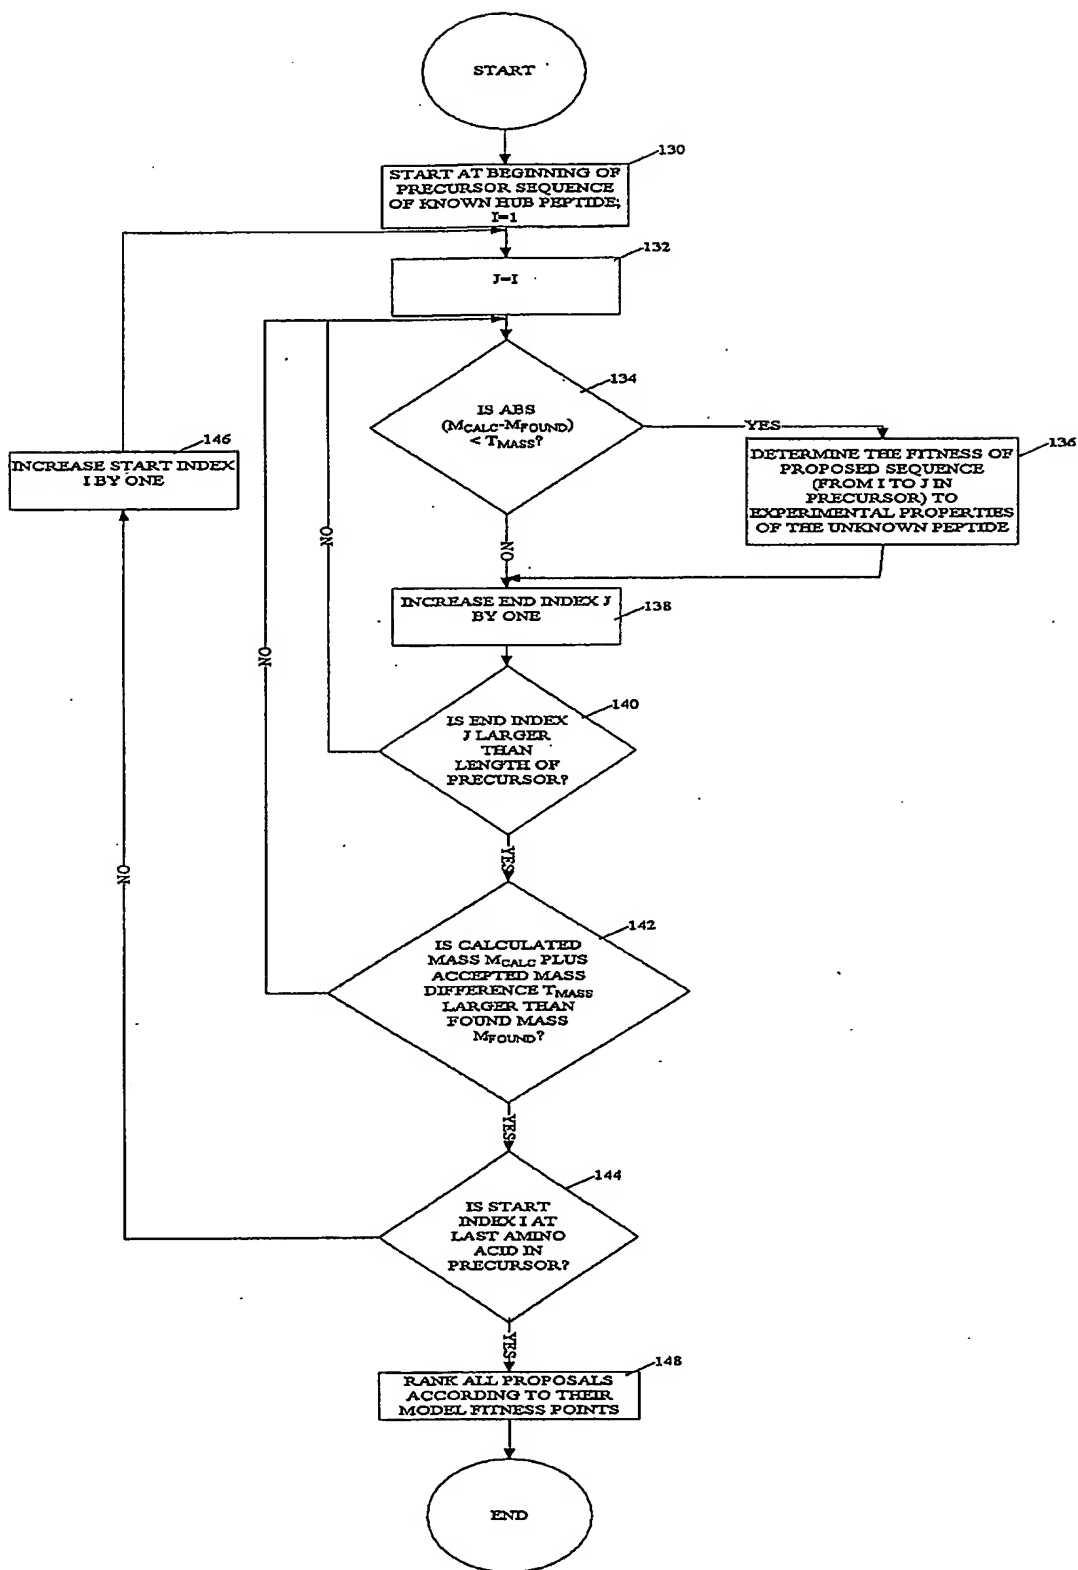 START
130
START AT BEGINNING OF
PRECURSOR SEQUENCE
OF KNOWN HUB PEPTIDE;
I=1
132
J=I
134
IS ABS
(MCALC-MFOUND)
< TMASS?
YES
136
DETERMINE THE FITNESS OF
PROPOSED SEQUENCE
(FROM I TO J IN
PRECURSOR) TO
EXPERIMENTAL PROPERTIES
OF THE UNKNOWN PEPTIDE
146
INCREASE START INDEX
I BY ONE
NO
NO
INCREASE END INDEX J
BY ONE
138
NO
140
IS END INDEX
J LARGER
THAN
LENGTH OF
PRECURSOR?
YES
NO
142
IS CALCULATED
MASS MCALC PLUS
ACCEPTED MASS
DIFFERENCE TMASS
LARGER THAN
FOUND MASS
MFOUND?
YES
144
IS START
INDEX I AT
LAST AMINO
ACID IN
PRECURSOR?
YES
148
RANK ALL PROPOSALS
ACCORDING TO THEIR
MODEL FITNESS POINTS
END